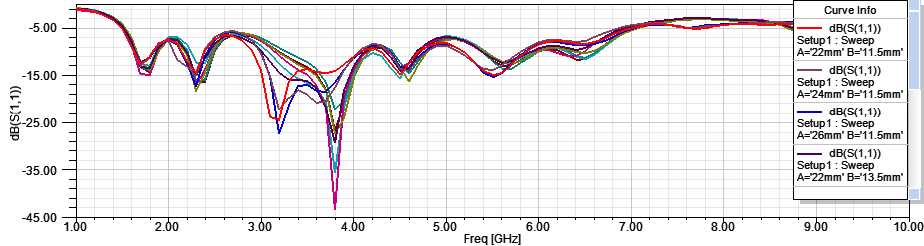 Curve Info
dB(S(1,1))
Setup1 : Sweep
A='22mm' B='11.5mm'
dB(S(1,1))
Setup1 : Sweep
A='24mm' B='11.5mm'
dB(S(1,1))
Setup1 : Sweep
A='26mm' B='11.5mm'
dB(S(1,1))
Setup1 : Sweep
A='22mm' B='13.5mm'
dB(S(1,1))
-5.00
-15.00
-25.00
-35.00
-45.00
1.00 2.00 3.00 4.00 5.00 6.00 7.00 8.00 9.00 10.00
Freq [GHz]